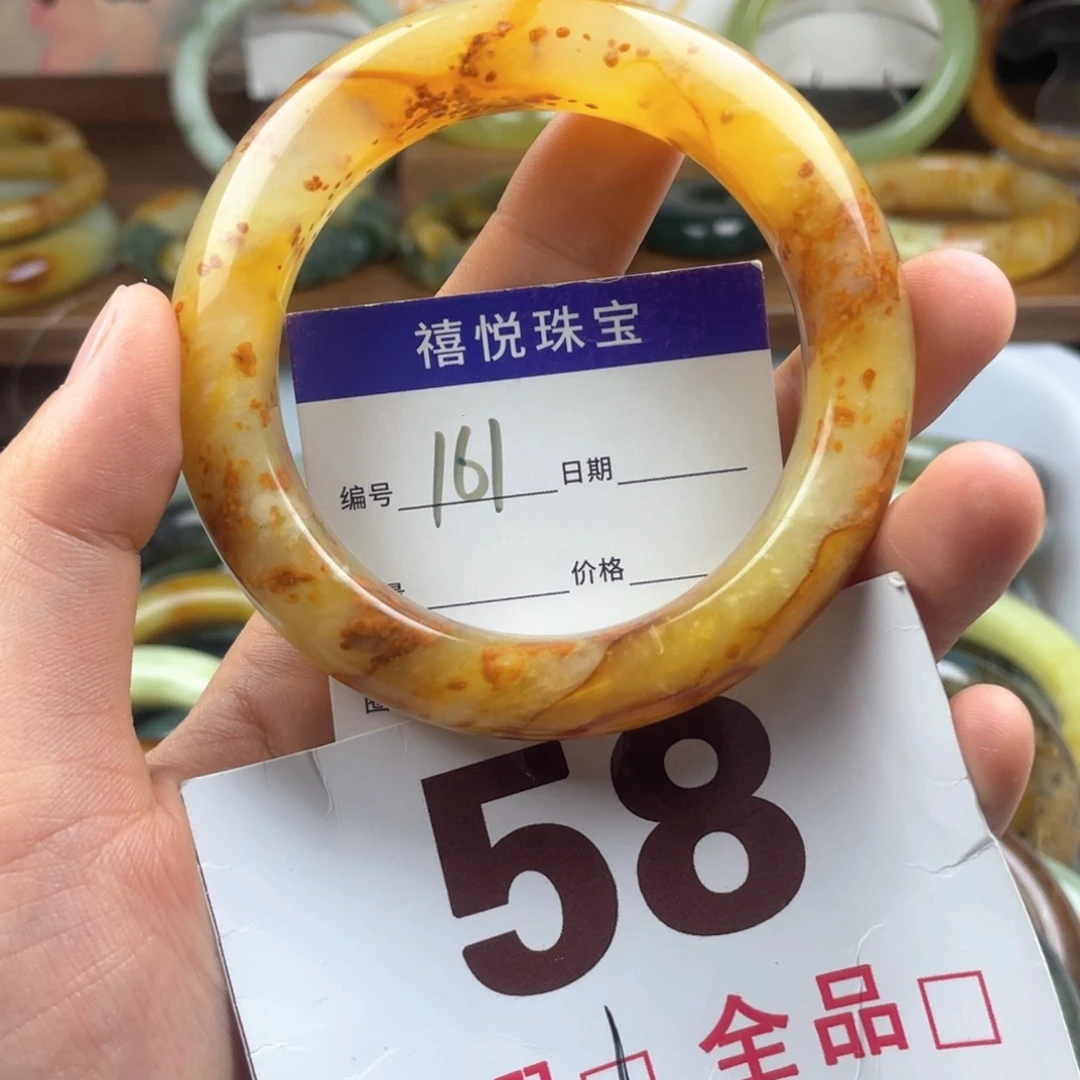 禧悦珠宝
编号 161 日期
价格
58
全品